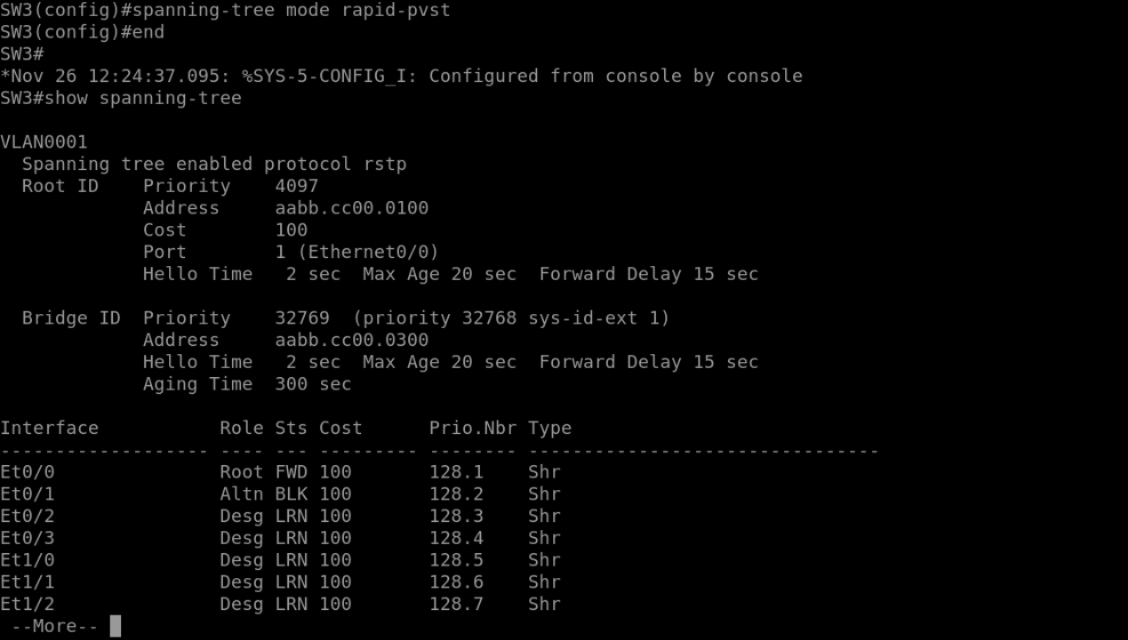 SW3(config)#spanning-tree mode rapid-pvst
SW3(config)#end
SW3#
*Nov 26 12:24:37.095: %SYS-5-CONFIG_I: Configured from console by console
SW3#show spanning-tree

VLAN0001
  Spanning tree enabled protocol rstp
  Root ID    Priority    4097
             Address     aabb.cc00.0100
             Cost        100
             Port        1 (Ethernet0/0)
             Hello Time   2 sec  Max Age 20 sec  Forward Delay 15 sec

  Bridge ID  Priority    32769  (priority 32768 sys-id-ext 1)
             Address     aabb.cc00.0300
             Hello Time   2 sec  Max Age 20 sec  Forward Delay 15 sec
             Aging Time  300 sec

Interface           Role Sts Cost      Prio.Nbr Type
------------------- ---- --- --------- -------- --------------------------------
Et0/0               Root FWD 100       128.1    Shr
Et0/1               Altn BLK 100       128.2    Shr
Et0/2               Desg LRN 100       128.3    Shr
Et0/3               Desg LRN 100       128.4    Shr
Et1/0               Desg LRN 100       128.5    Shr
Et1/1               Desg LRN 100       128.6    Shr
Et1/2               Desg LRN 100       128.7    Shr
 --More--